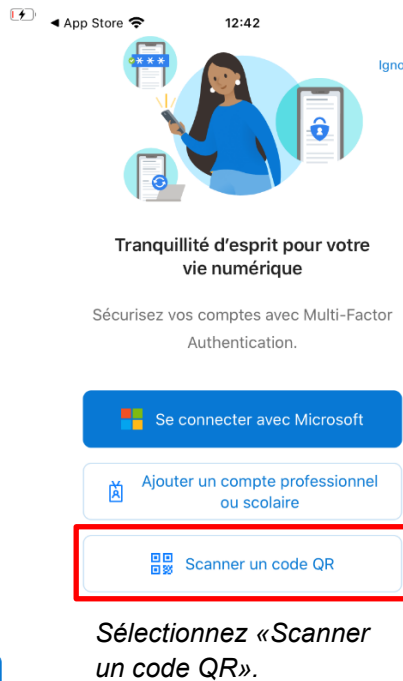 ◀ App Store 12:42
****
Tranquillité d'esprit pour votre
vie numérique
Sécurisez vos comptes avec Multi-Factor
Authentication.
Se connecter avec Microsoft
Ajouter un compte professionnel
ou scolaire
Scanner un code QR
Sélectionnez «Scanner
un code QR».